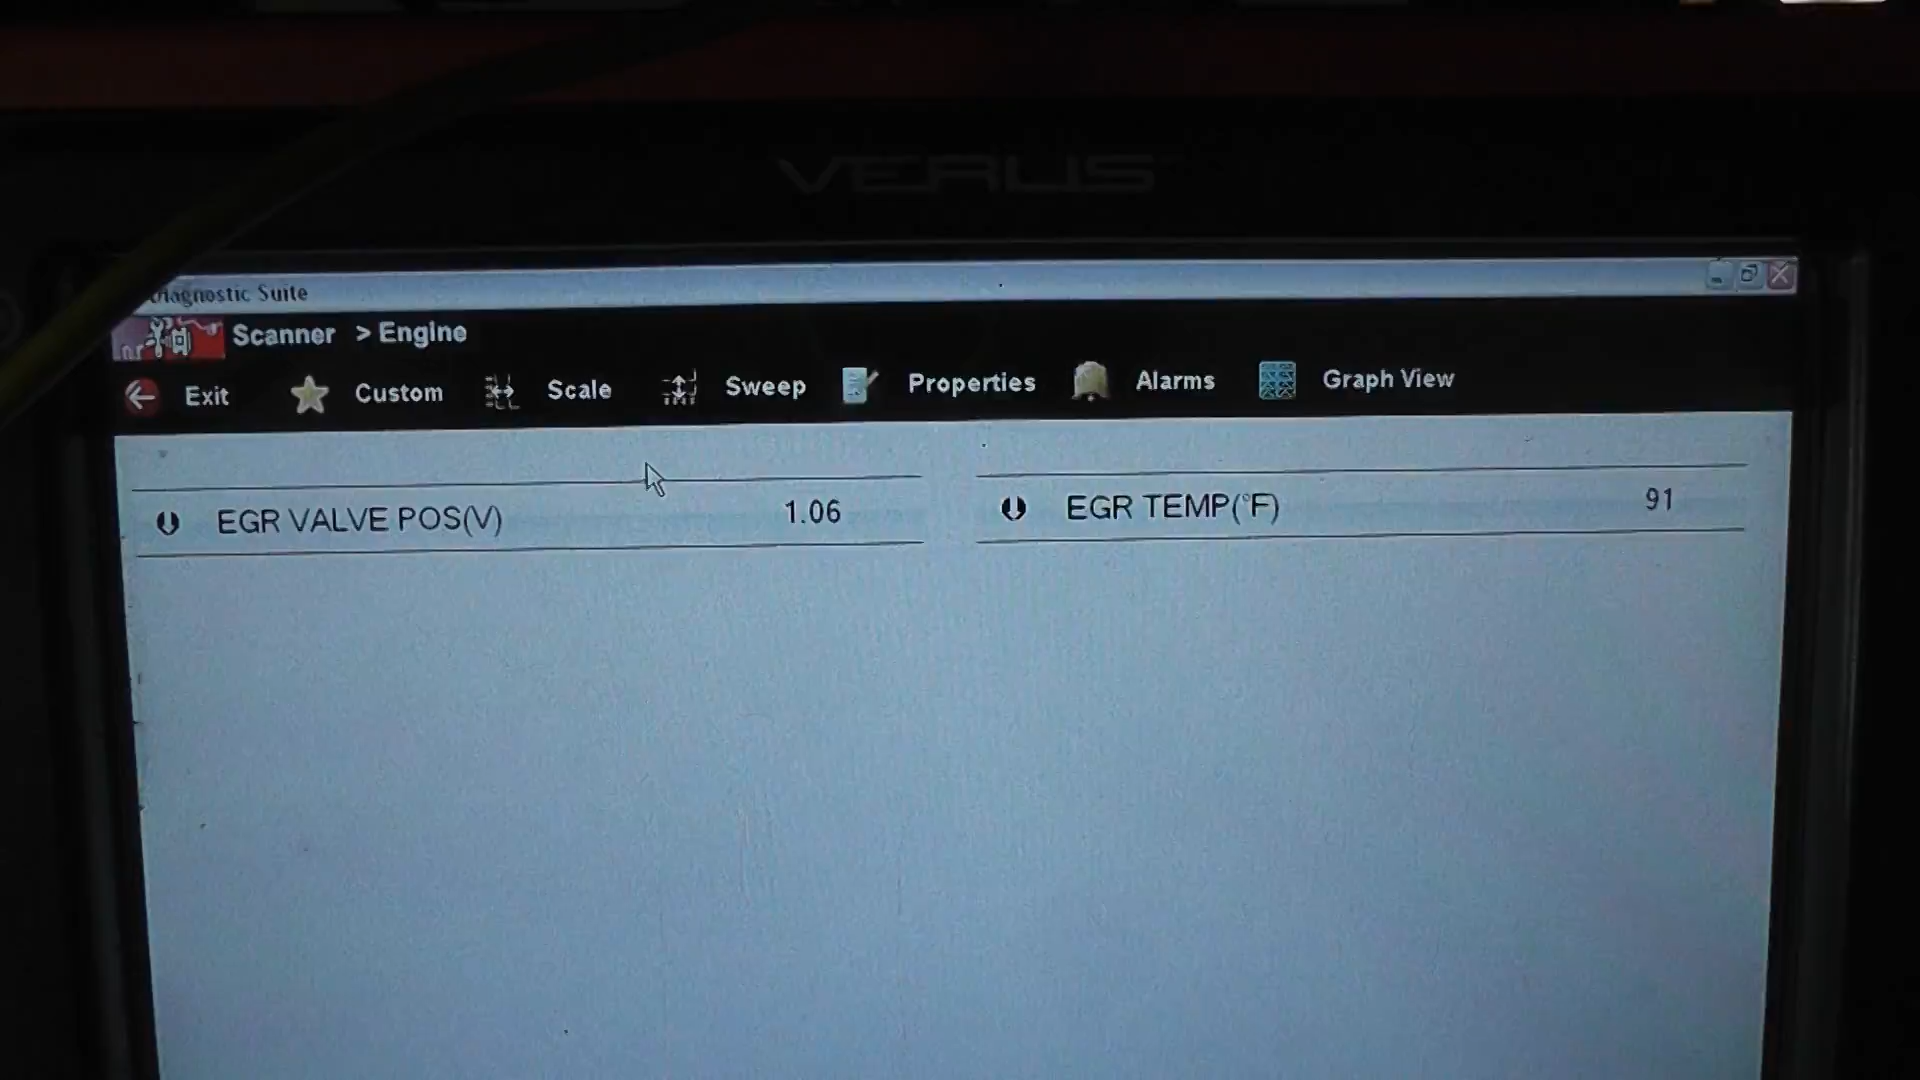 VERUS
Diagnostic Suite
Scanner > Engine
Exit Custom Scale Sweep Properties Alarms Graph View
EGR VALVE POS(V) 1.06 EGR TEMP(°F) 91